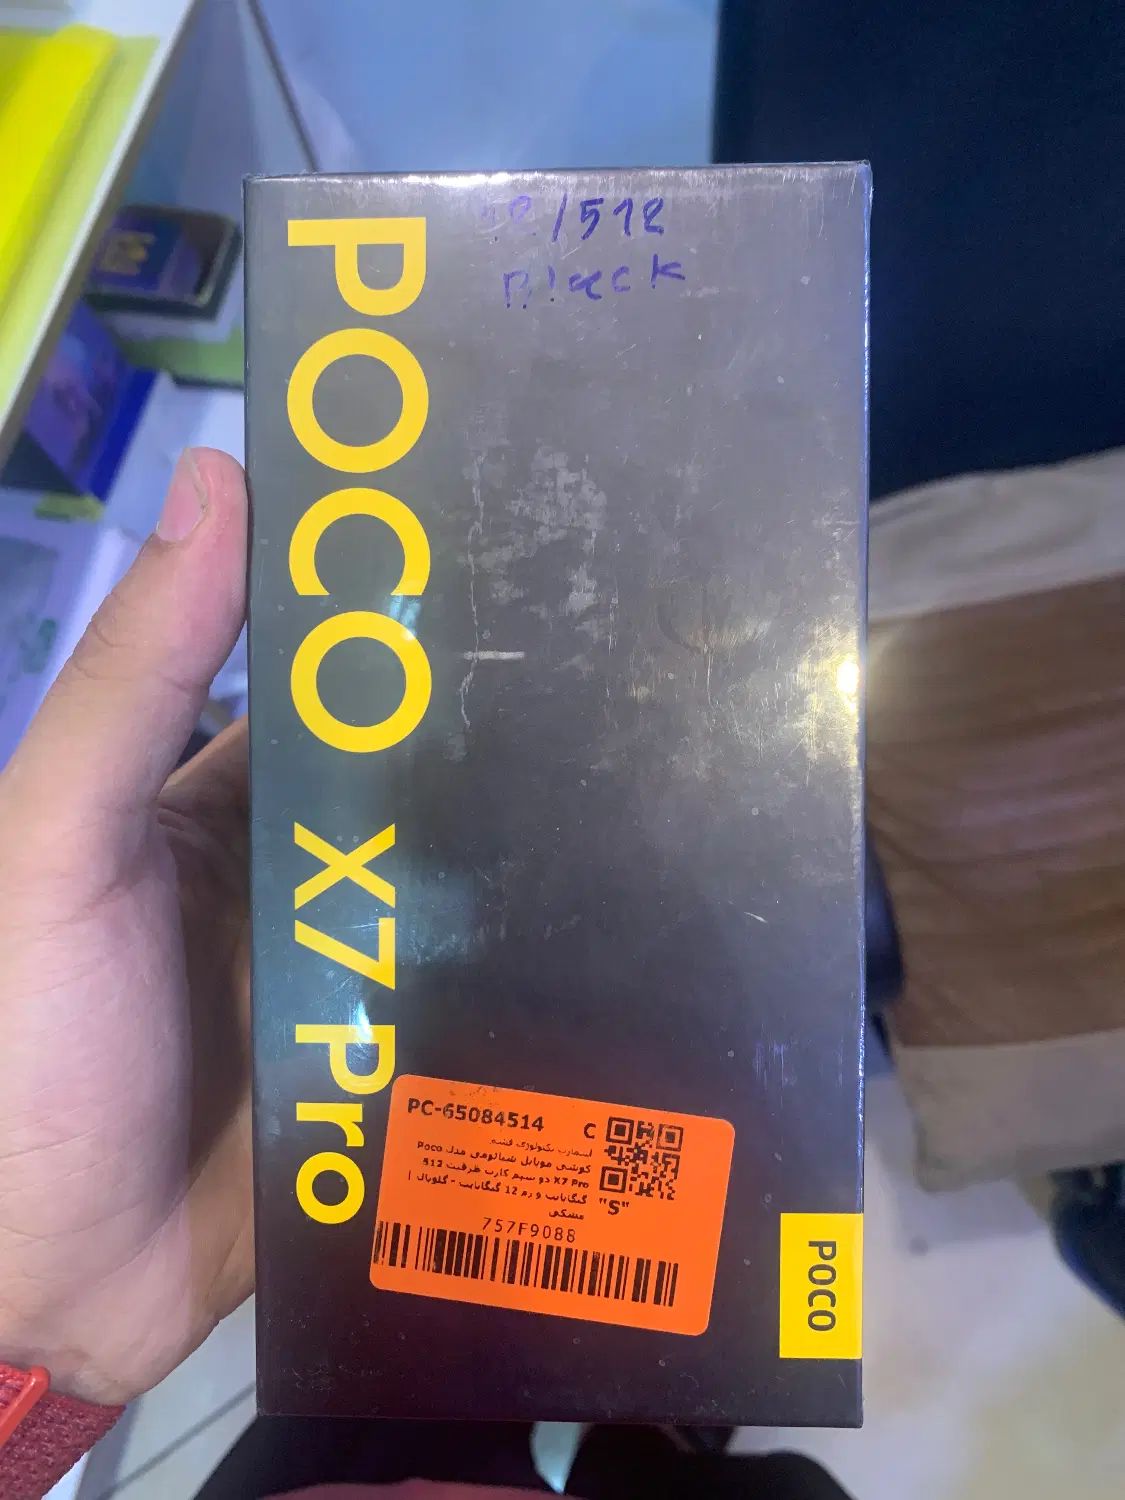 /512
Black
POCO X7 Pro
PC-65084514 C
اسمارت تکنولوژی قشم
گوشی موبایل شیائومی مدل Poco
X7 Pro دو سیم کارت ظرفیت 512
گیگابایت و رم 12 گیگابایت - گلوبال |
مشکی
"S"
757F9088
POCO